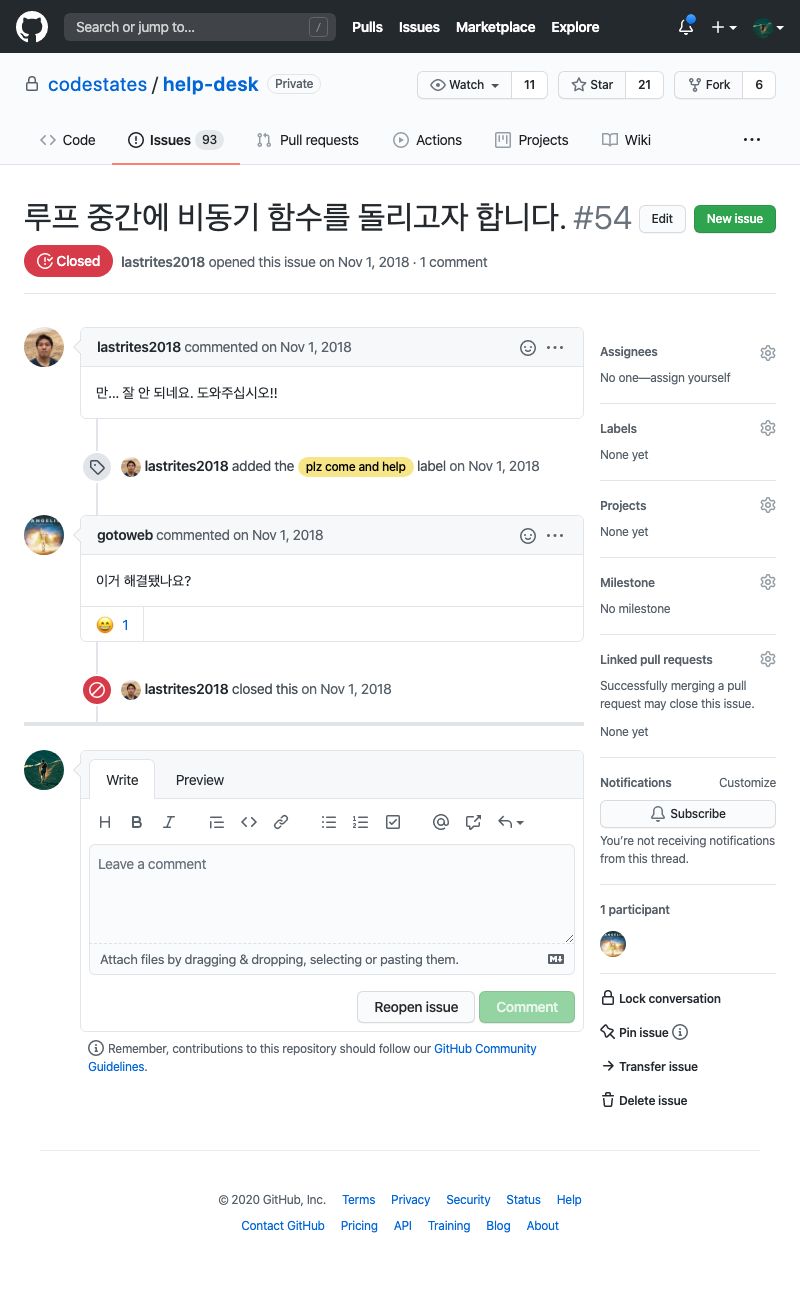 Search or jump to... /
Pulls Issues Marketplace Explore
codestates / help-desk Private
Watch 11 Star 21 Fork 6
Code Issues 93 Pull requests Actions Projects Wiki ...
루프 중간에 비동기 함수를 돌리고자 합니다. #54
Edit New issue
Closed lastrites2018 opened this issue on Nov 1, 2018 · 1 comment
lastrites2018 commented on Nov 1, 2018
만... 잘 안 되네요. 도와주십시오!!
lastrites2018 added the plz come and help label on Nov 1, 2018
gotoweb commented on Nov 1, 2018
이거 해결됐나요?
😄 1
lastrites2018 closed this on Nov 1, 2018
Write Preview
H B I @
Leave a comment
Attach files by dragging & dropping, selecting or pasting them.
Reopen issue Comment
Remember, contributions to this repository should follow our GitHub Community
Guidelines.
Assignees
No one—assign yourself
Labels
None yet
Projects
None yet
Milestone
No milestone
Linked pull requests
Successfully merging a pull
request may close this issue.
None yet
Notifications Customize
Subscribe
You're not receiving notifications
from this thread.
1 participant
Lock conversation
Pin issue
Transfer issue
Delete issue
© 2020 GitHub, Inc. Terms Privacy Security Status Help
Contact GitHub Pricing API Training Blog About